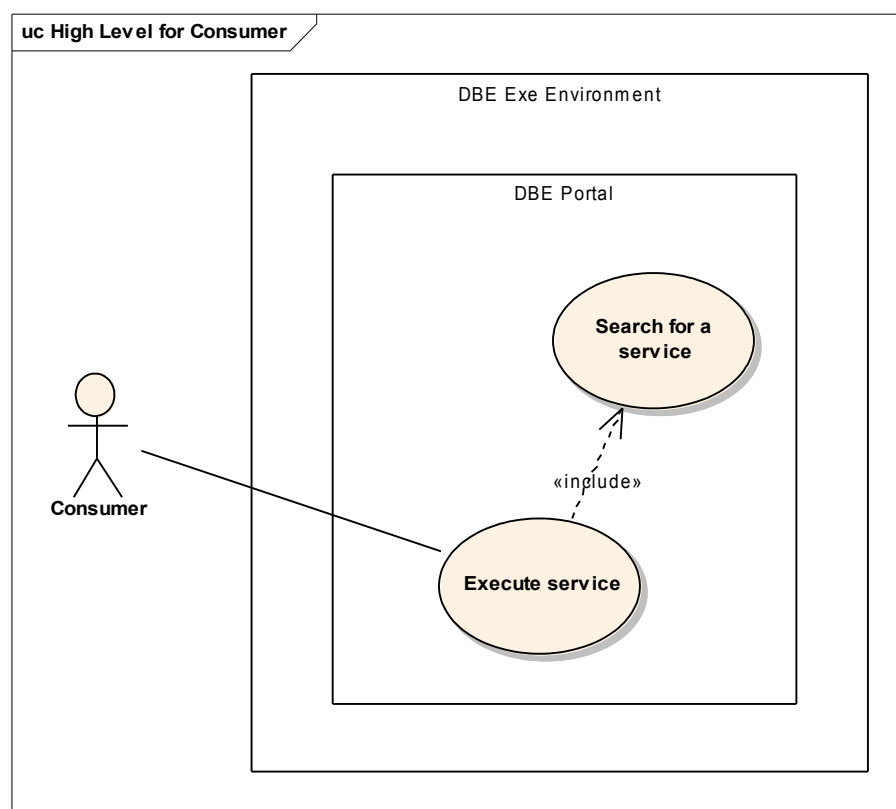 uc High Level for Consumer
DBE Exe Environment
DBE Portal
Search for a
service
«include»
Consumer
Execute service